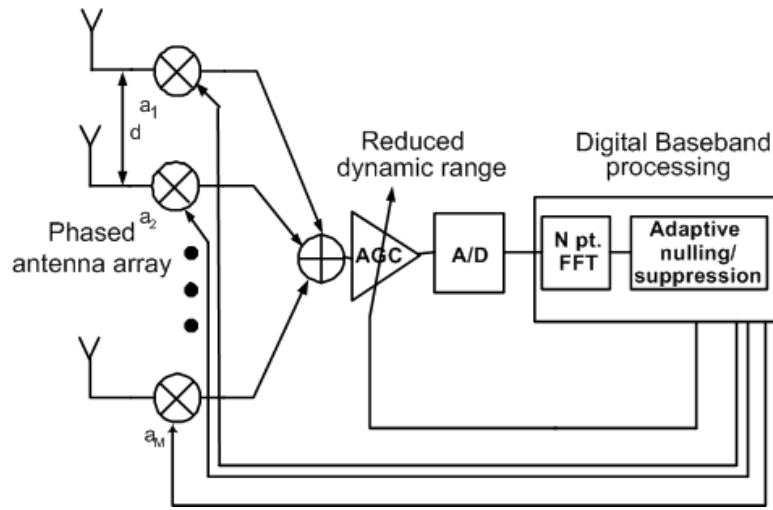 a1
d
a2
Phased
antenna array
aM
Reduced
dynamic range
AGC
A/D
Digital Baseband
processing
N pt.
FFT
Adaptive
nulling/
suppression